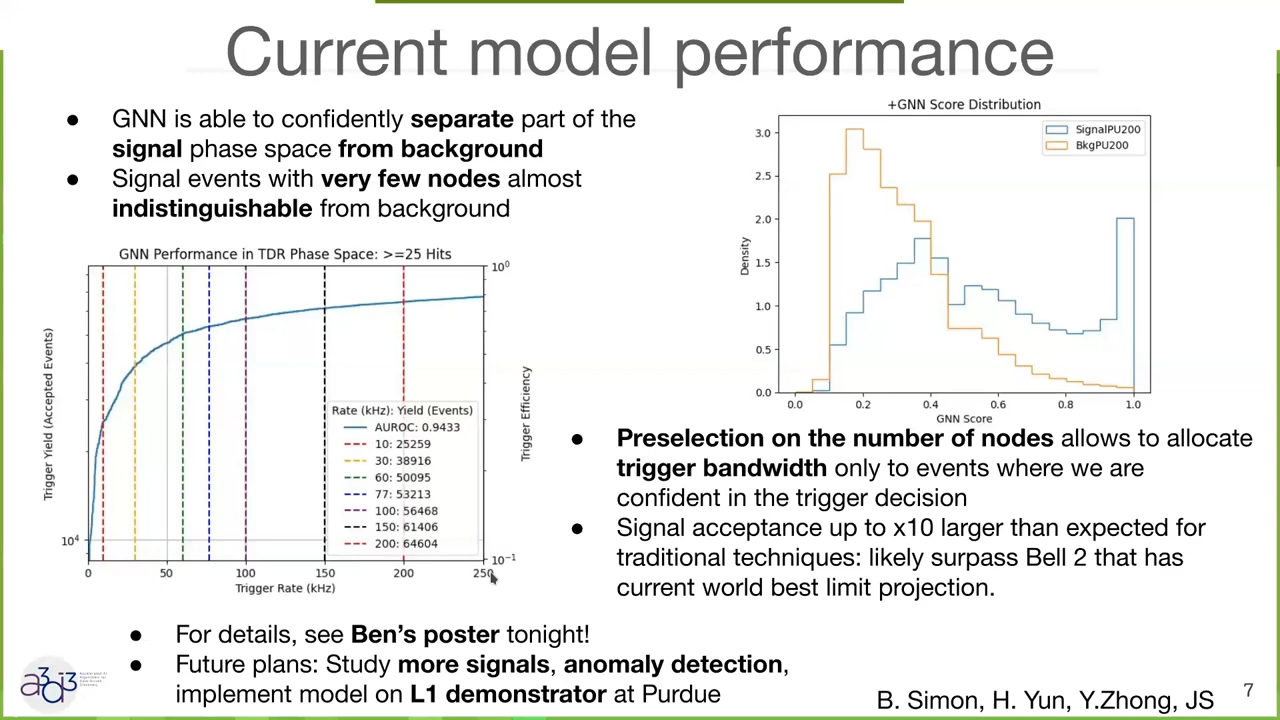 Current model performance
● GNN is able to confidently separate part of the
signal phase space from background
● Signal events with very few nodes almost
indistinguishable from background
GNN Performance in TDR Phase Space: >=25 Hits
Trigger Yield (Accepted Events)
10⁴
10⁰
10⁻¹
Trigger Efficiency
Rate (kHz): Yield (Events)
AUROC: 0.9433
10: 25259
30: 38916
60: 50095
77: 53213
100: 56468
150: 61406
200: 64604
0 50 100 150 200 250
Trigger Rate (kHz)
+GNN Score Distribution
SignalPU200
BkgPU200
Density
3.0
2.5
2.0
1.5
1.0
0.5
0.0
0.0 0.2 0.4 0.6 0.8 1.0
GNN Score
● Preselection on the number of nodes allows to allocate
trigger bandwidth only to events where we are
confident in the trigger decision
● Signal acceptance up to x10 larger than expected for
traditional techniques: likely surpass Bell 2 that has
current world best limit projection.
● For details, see Ben's poster tonight!
● Future plans: Study more signals, anomaly detection,
implement model on L1 demonstrator at Purdue
a3d3
B. Simon, H. Yun, Y.Zhong, JS
7